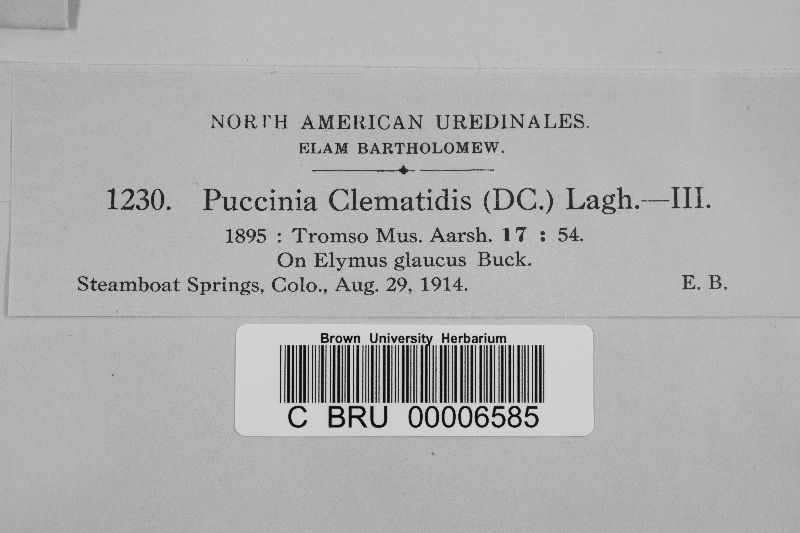 NORTH AMERICAN UREDINALES.
ELAM BARTHOLOMEW.
1230. Puccinia Clematidis (DC.) Lagh.—III.
1895 : Tromso Mus. Aarsh. 17 : 54.
On Elymus glaucus Buck.
Steamboat Springs, Colo., Aug. 29, 1914. E. B.
Brown University Herbarium
C BRU 00006585